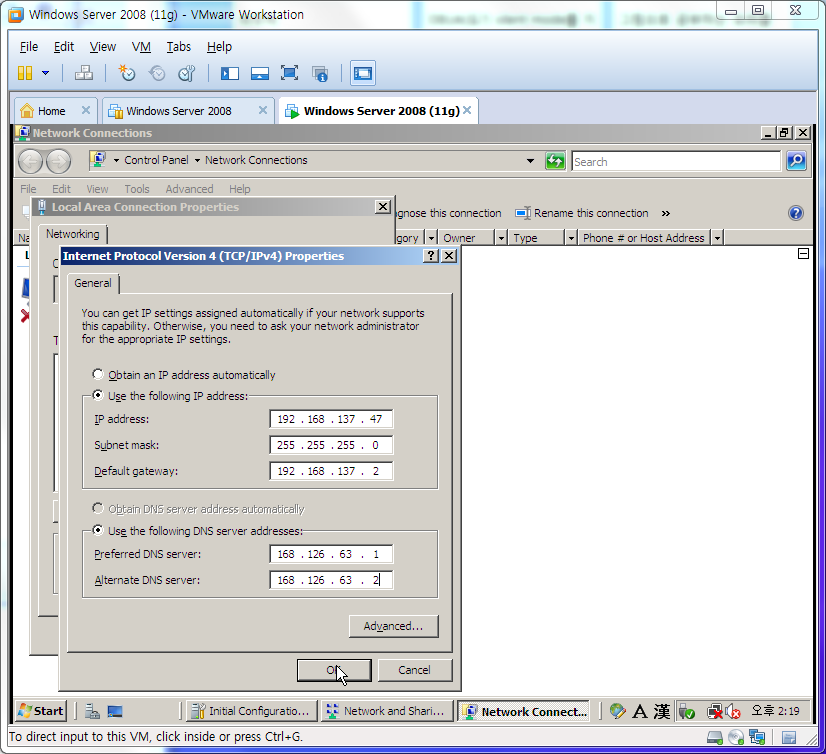 Windows Server 2008 (11g) - VMware Workstation
File Edit View VM Tabs Help
Home Windows Server 2008 Windows Server 2008 (11g)
Network Connections
Control Panel Network Connections Search
File Edit View Tools Advanced Help
Local Area Connection Properties
gnose this connection Rename this connection »
Networking
gory Owner Type Phone # or Host Address
Internet Protocol Version 4 (TCP/IPv4) Properties
General
You can get IP settings assigned automatically if your network supports
this capability. Otherwise, you need to ask your network administrator
for the appropriate IP settings.
Obtain an IP address automatically
Use the following IP address:
IP address: 192 . 168 . 137 . 47
Subnet mask: 255 . 255 . 255 . 0
Default gateway: 192 . 168 . 137 . 2
Obtain DNS server address automatically
Use the following DNS server addresses:
Preferred DNS server: 168 . 126 . 63 . 1
Alternate DNS server: 168 . 126 . 63 . 2
Advanced...
OK Cancel
Start Initial Configuratio... Network and Shari... Network Connect... A 漢 오후 2:19
To direct input to this VM, click inside or press Ctrl+G.